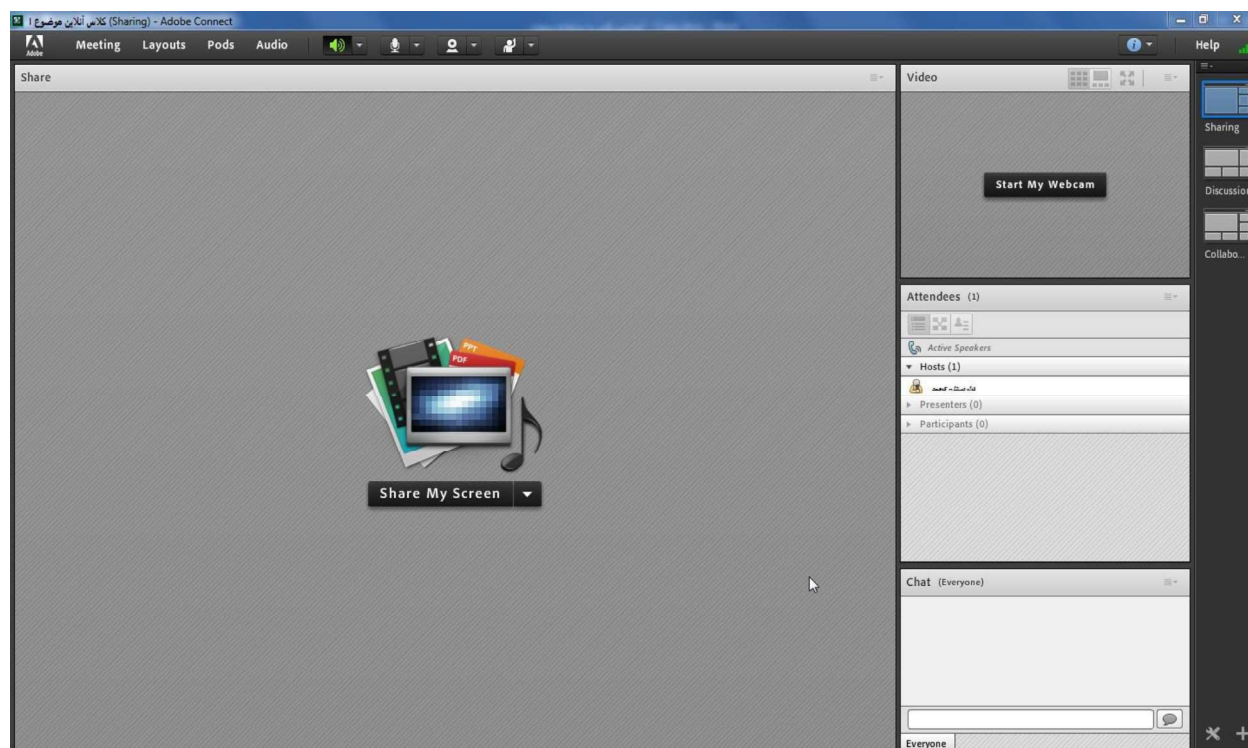 کلاس آنلاین موضوع 1 (Sharing) - Adobe Connect
Adobe
Meeting Layouts Pods Audio
Help
Share
Video
Start My Webcam
Sharing
Discussion
Collabo...
Attendees (1)
Active Speakers
Hosts (1)
Presenters (0)
Participants (0)
PPT
PDF
Share My Screen
Chat (Everyone)
Everyone